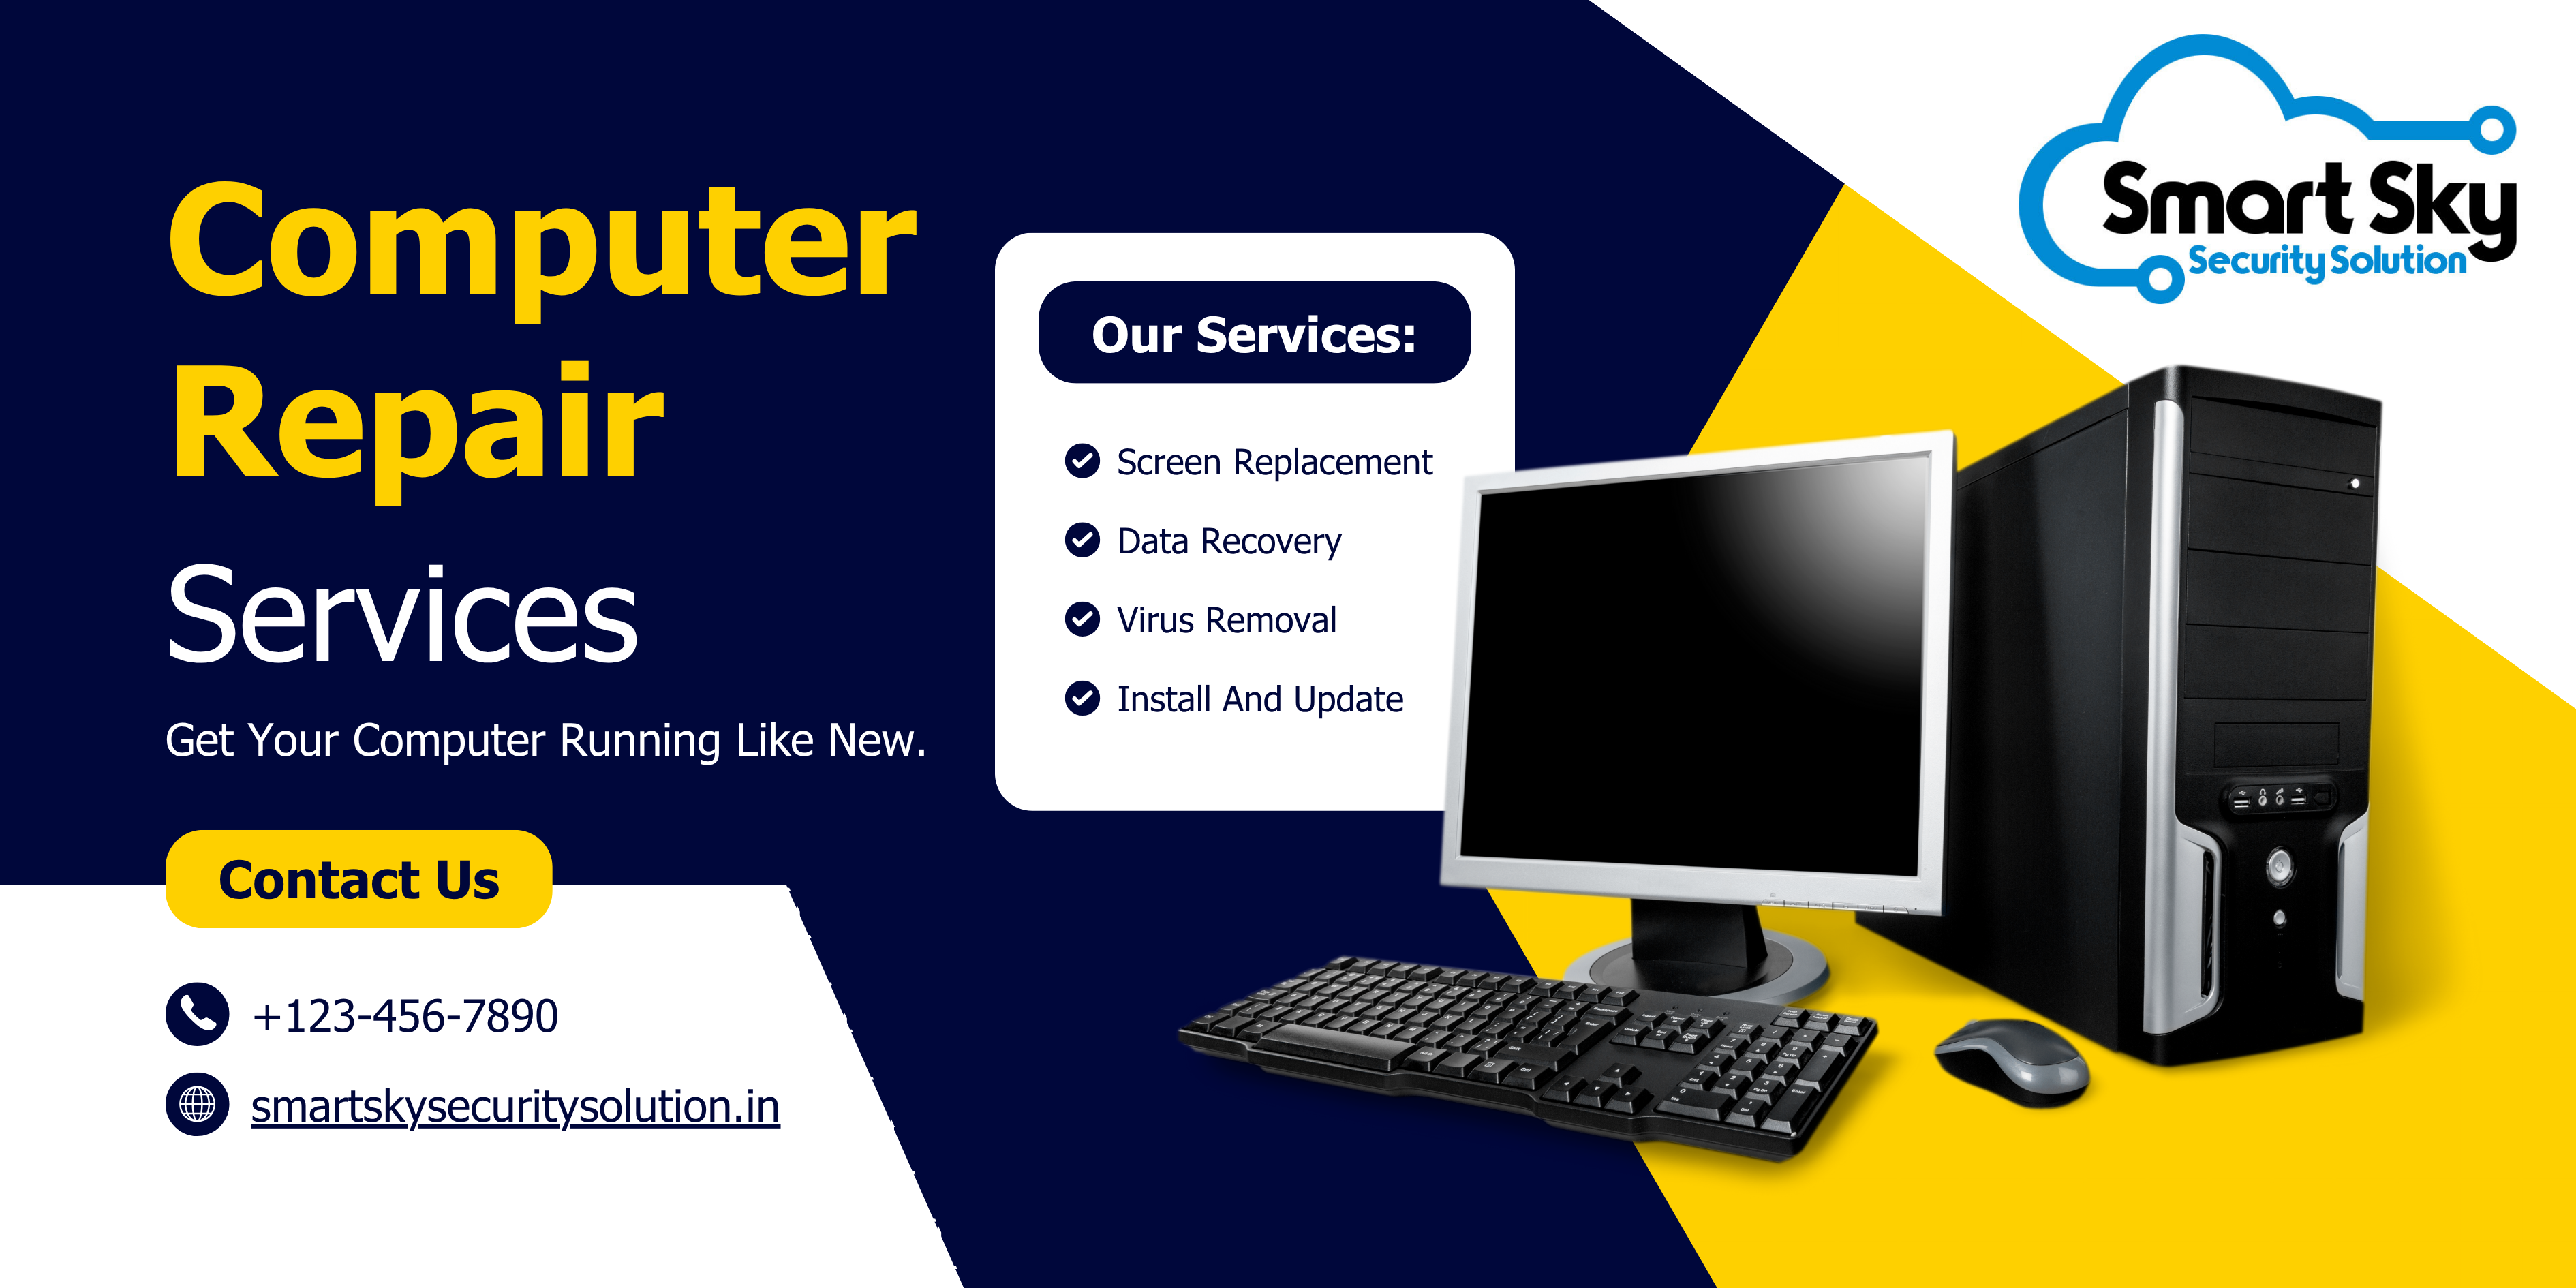 Computer
Repair
Services
Get Your Computer Running Like New.
Contact Us
+123-456-7890
smartskysecuritysolution.in
Our Services:
Screen Replacement
Data Recovery
Virus Removal
Install And Update
Smart Sky
Security Solution